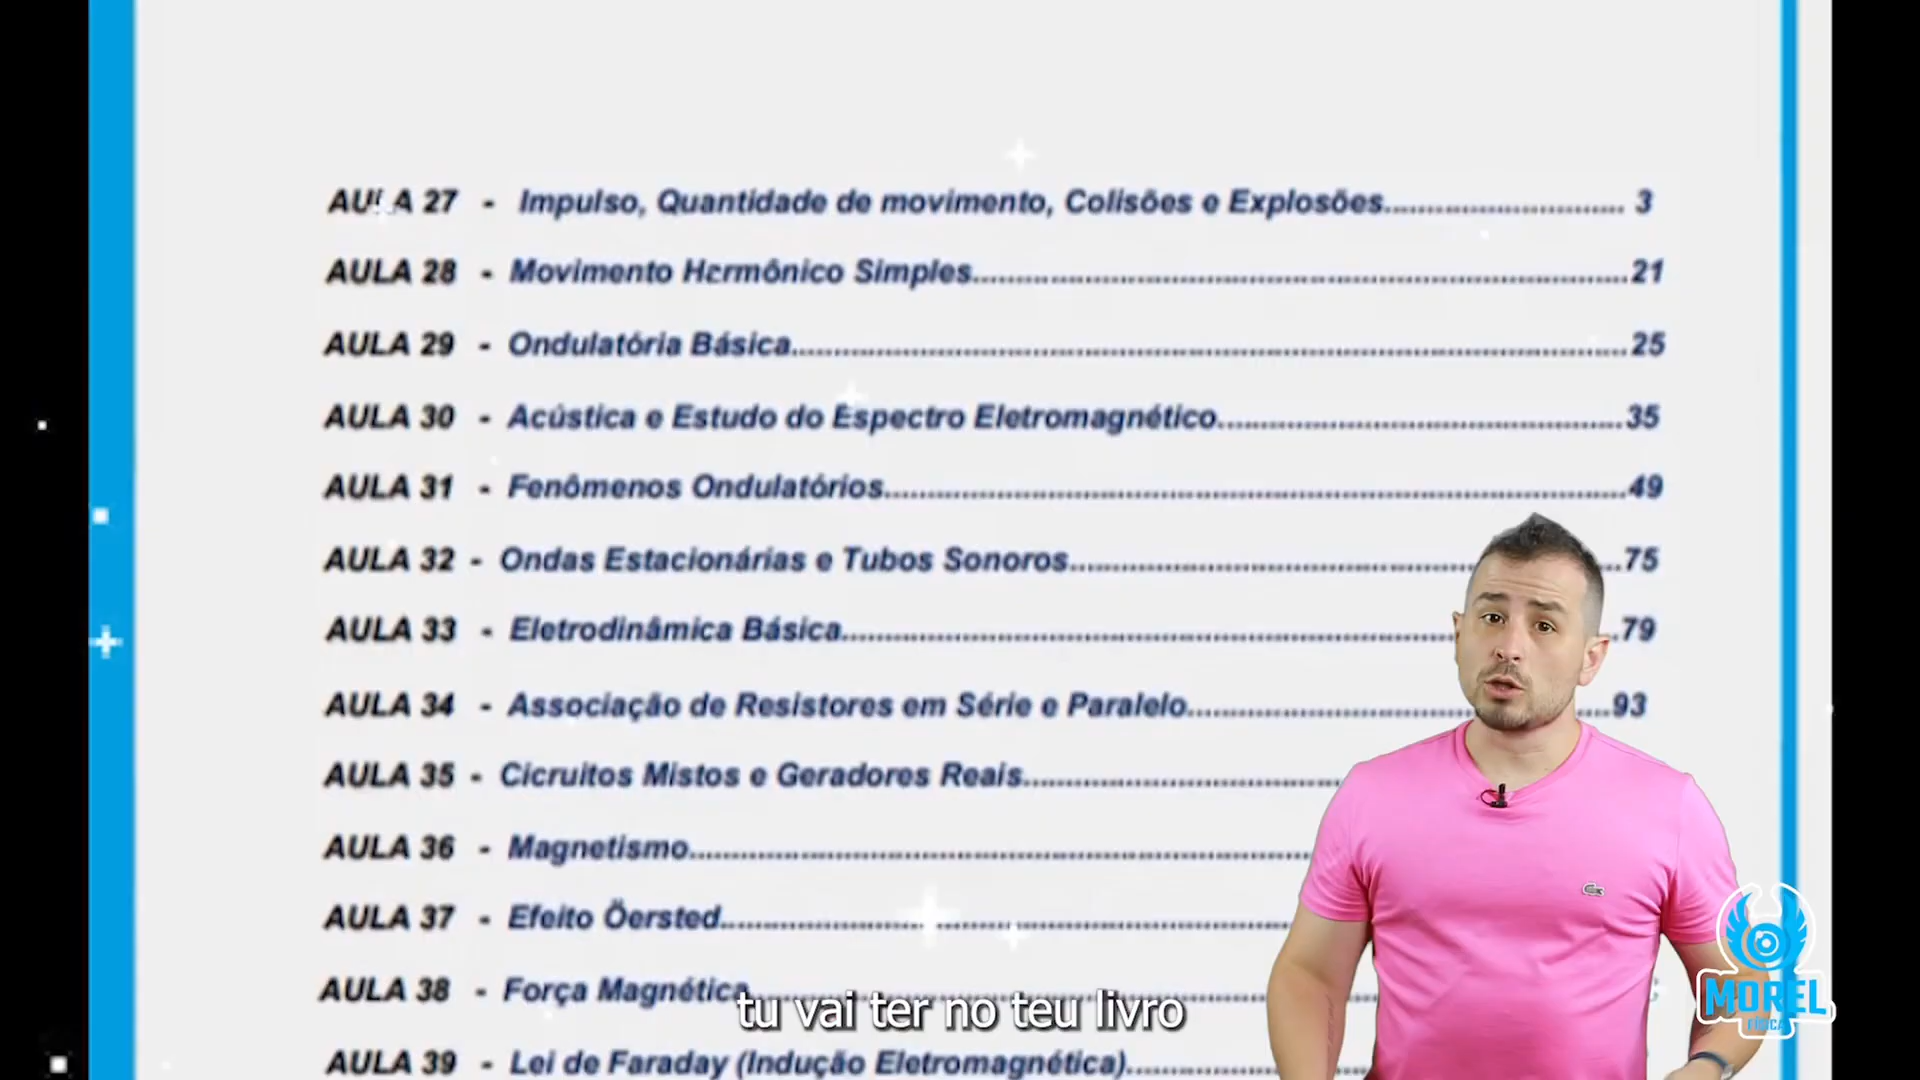 AULA 27 - Impulso, Quantidade de movimento, Colisões e Explosões............................ 3
AULA 28 - Movimento Harmônico Simples............................21
AULA 29 - Ondulatória Básica............................25
AULA 30 - Acústica e Estudo do Espectro Eletromagnético............................35
AULA 31 - Fenômenos Ondulatórios............................49
AULA 32 - Ondas Estacionárias e Tubos Sonoros............................75
AULA 33 - Eletrodinâmica Básica............................79
AULA 34 - Associação de Resistores em Série e Paralelo............................93
AULA 35 - Cicruitos Mistos e Geradores Reais............................
AULA 36 - Magnetismo............................
AULA 37 - Efeito Öersted............................
AULA 38 - Força Magnética............................
tu vai ter no teu livro
AULA 39 - Lei de Faraday (Indução Eletromagnética)............................
MOREL
FÍSICA